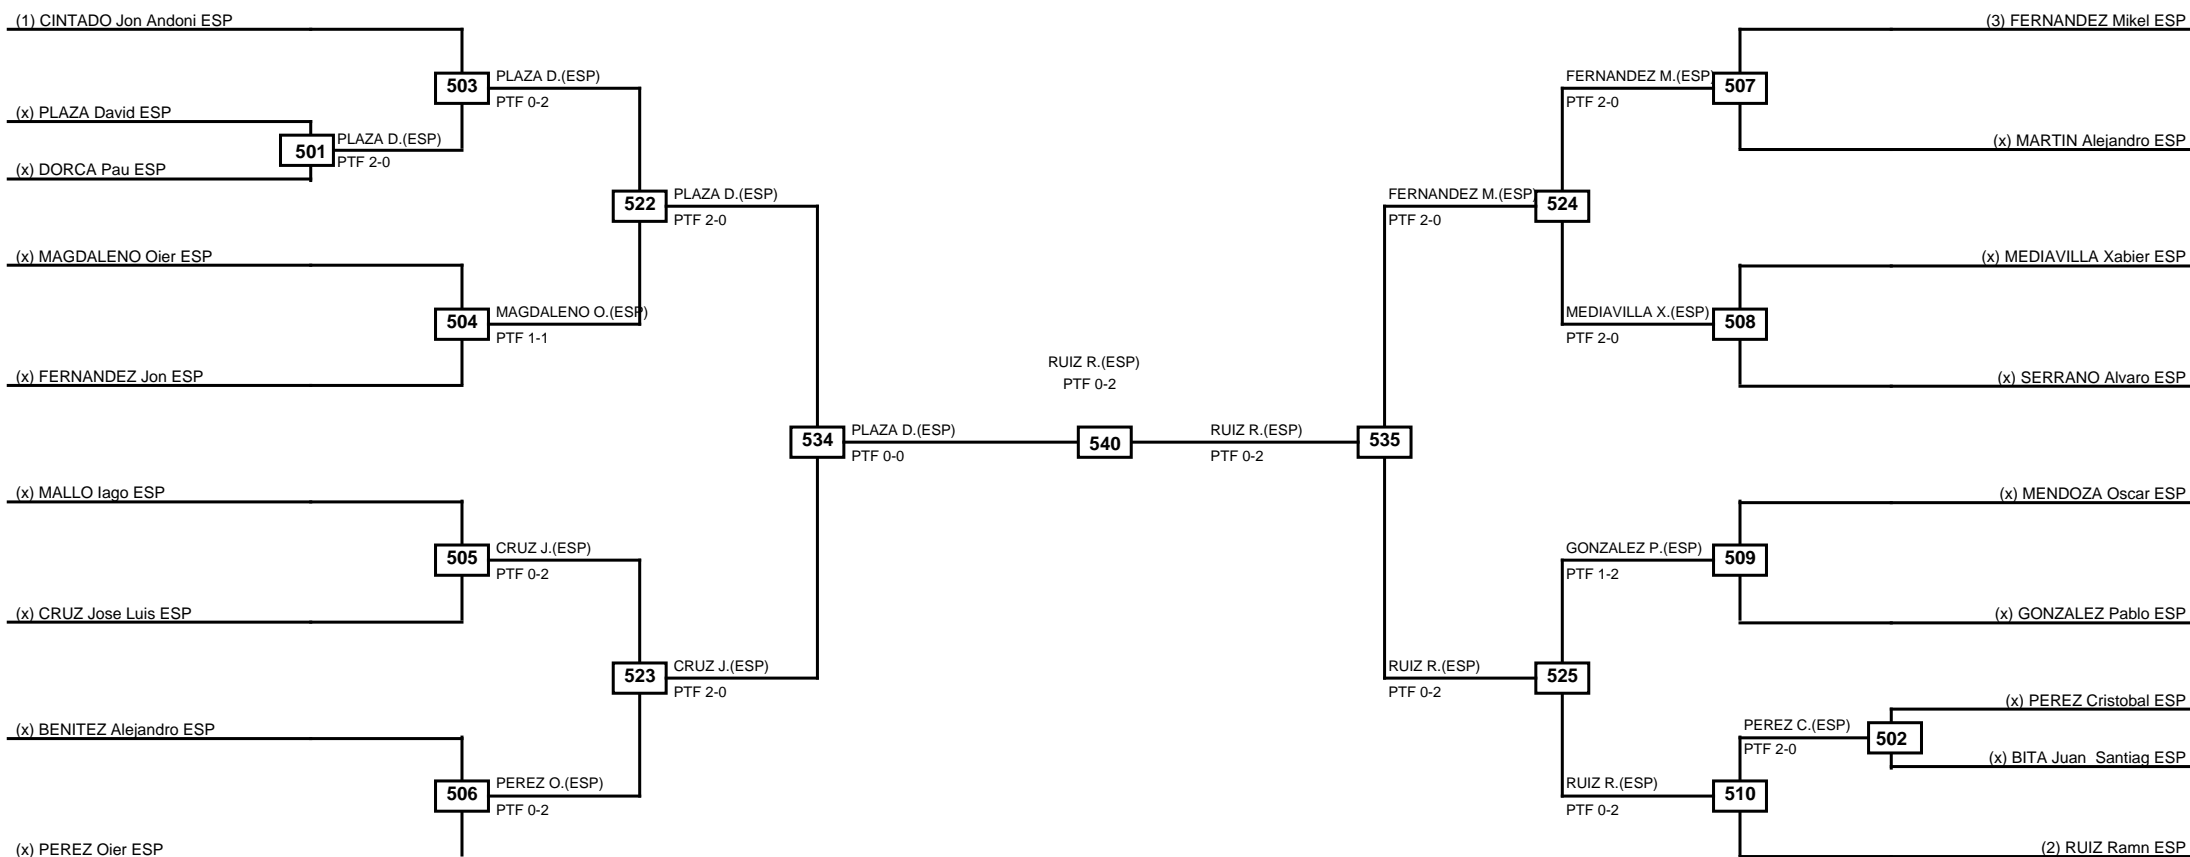 (1) CINTADO Jon Andoni ESP
(3) FERNANDEZ Mikel ESP
503
PLAZA D.(ESP)
PTF 0-2
FERNANDEZ M.(ESP)
PTF 2-0
507
(x) PLAZA David ESP
501
PLAZA D.(ESP)
PTF 2-0
(x) DORCA Pau ESP
(x) MARTIN Alejandro ESP
522
PLAZA D.(ESP)
PTF 2-0
FERNANDEZ M.(ESP)
PTF 2-0
524
(x) MAGDALENO Oier ESP
(x) MEDIAVILLA Xabier ESP
504
MAGDALENO O.(ESP)
PTF 1-1
MEDIAVILLA X.(ESP)
PTF 2-0
508
(x) FERNANDEZ Jon ESP
(x) SERRANO Alvaro ESP
RUIZ R.(ESP)
PTF 0-2
534
PLAZA D.(ESP)
PTF 0-0
540
RUIZ R.(ESP)
PTF 0-2
535
(x) MALLO Iago ESP
(x) MENDOZA Oscar ESP
505
CRUZ J.(ESP)
PTF 0-2
GONZALEZ P.(ESP)
PTF 1-2
509
(x) CRUZ Jose Luis ESP
(x) GONZALEZ Pablo ESP
523
CRUZ J.(ESP)
PTF 2-0
RUIZ R.(ESP)
PTF 0-2
525
(x) PEREZ Cristobal ESP
(x) BENITEZ Alejandro ESP
PEREZ C.(ESP)
PTF 2-0
502
(x) BITA Juan  Santiag ESP
506
PEREZ O.(ESP)
PTF 0-2
RUIZ R.(ESP)
PTF 0-2
510
(x) PEREZ Oier ESP
(2) RUIZ Ramn ESP